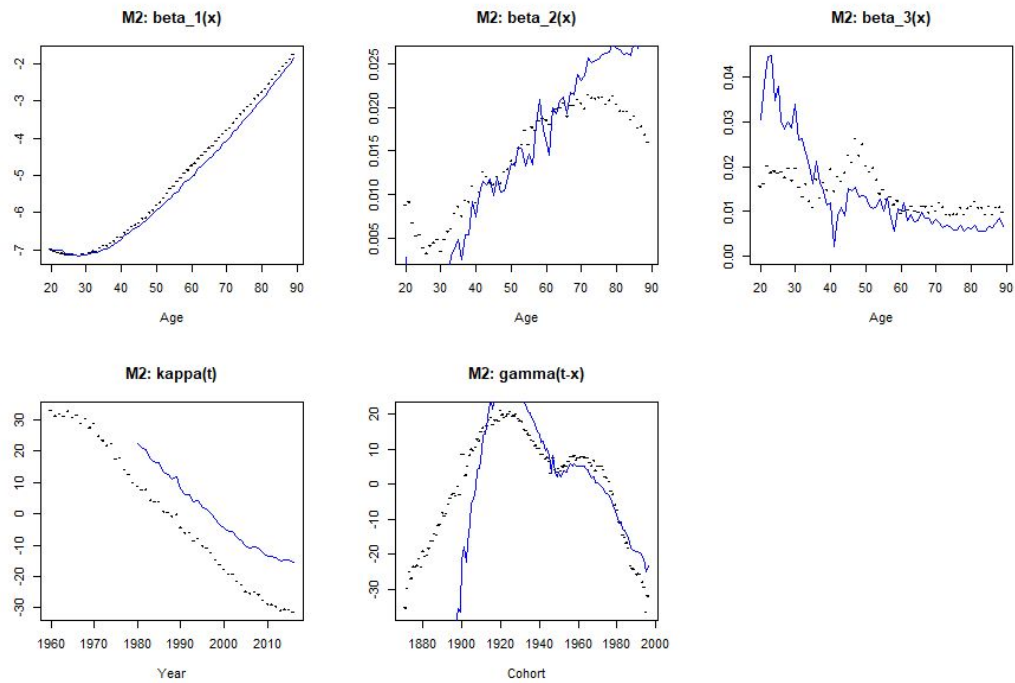 M2: beta_1(x)
-2
-3
-4
-5
-6
-7
20 30 40 50 60 70 80 90
Age
M2: beta_2(x)
0.025
0.020
0.015
0.010
0.005
20 30 40 50 60 70 80 90
Age
M2: beta_3(x)
0.04
0.03
0.02
0.01
0.00
20 30 40 50 60 70 80 90
Age
M2: kappa(t)
30
20
10
0
-10
-20
-30
1960 1970 1980 1990 2000 2010
Year
M2: gamma(t-x)
20
10
0
-10
-20
-30
1880 1900 1920 1940 1960 1980 2000
Cohort